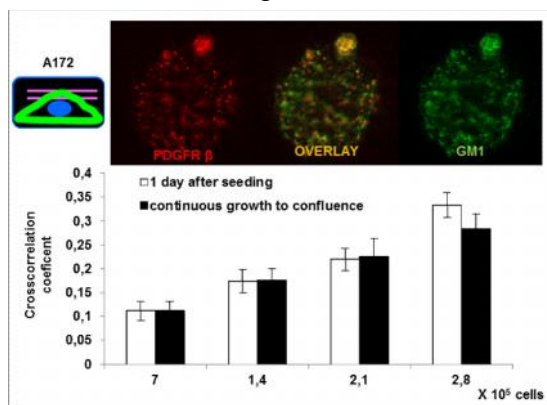 A172
PDGFR β OVERLAY GM1
1 day after seeding
continuous growth to confluence
Crosscorrelation
coeficent
0,4
0,35
0,3
0,25
0,2
0,15
0,1
0,05
0
7 1,4 2,1 2,8
X 10⁵ cells